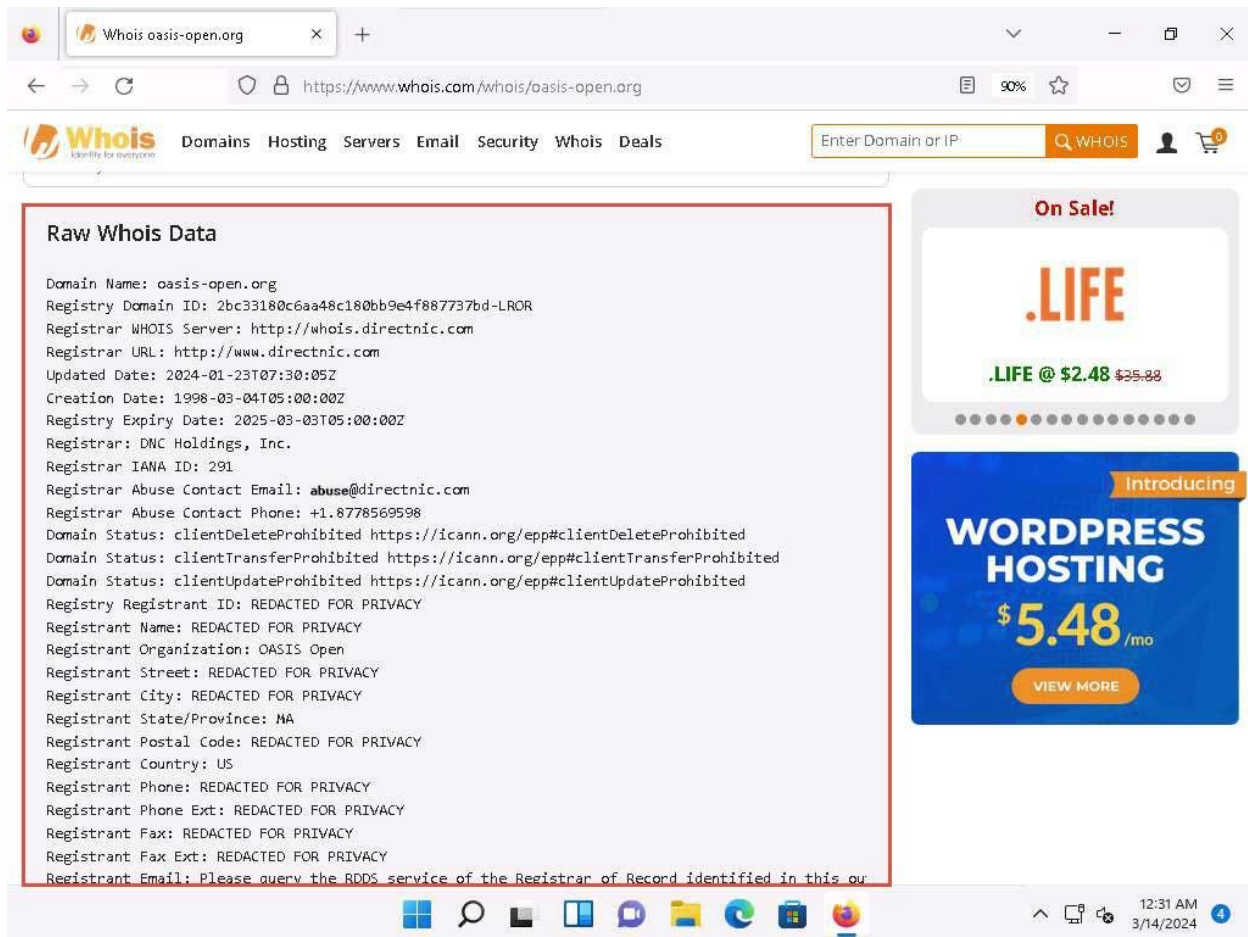 Whois oasis-open.org
https://www.whois.com/whois/oasis-open.org
90%
Whois
Identity for everyone
Domains Hosting Servers Email Security Whois Deals
Enter Domain or IP
WHOIS
0
Raw Whois Data
Domain Name: oasis-open.org
Registry Domain ID: 2bc33180c6aa48c180bb9e4f887737bd-LROR
Registrar WHOIS Server: http://whois.directnic.com
Registrar URL: http://www.directnic.com
Updated Date: 2024-01-23T07:30:05Z
Creation Date: 1998-03-04T05:00:00Z
Registry Expiry Date: 2025-03-03T05:00:00Z
Registrar: DNC Holdings, Inc.
Registrar IANA ID: 291
Registrar Abuse Contact Email: abuse@directnic.com
Registrar Abuse Contact Phone: +1.8778569598
Domain Status: clientDeleteProhibited https://icann.org/epp#clientDeleteProhibited
Domain Status: clientTransferProhibited https://icann.org/epp#clientTransferProhibited
Domain Status: clientUpdateProhibited https://icann.org/epp#clientUpdateProhibited
Registry Registrant ID: REDACTED FOR PRIVACY
Registrant Name: REDACTED FOR PRIVACY
Registrant Organization: OASIS Open
Registrant Street: REDACTED FOR PRIVACY
Registrant City: REDACTED FOR PRIVACY
Registrant State/Province: MA
Registrant Postal Code: REDACTED FOR PRIVACY
Registrant Country: US
Registrant Phone: REDACTED FOR PRIVACY
Registrant Phone Ext: REDACTED FOR PRIVACY
Registrant Fax: REDACTED FOR PRIVACY
Registrant Fax Ext: REDACTED FOR PRIVACY
Registrant Email: Please query the RDDS service of the Registrar of Record identified in this ou
On Sale!
.LIFE
.LIFE @ $2.48 $35.88
Introducing
WORDPRESS
HOSTING
$5.48/mo
VIEW MORE
12:31 AM
3/14/2024
4